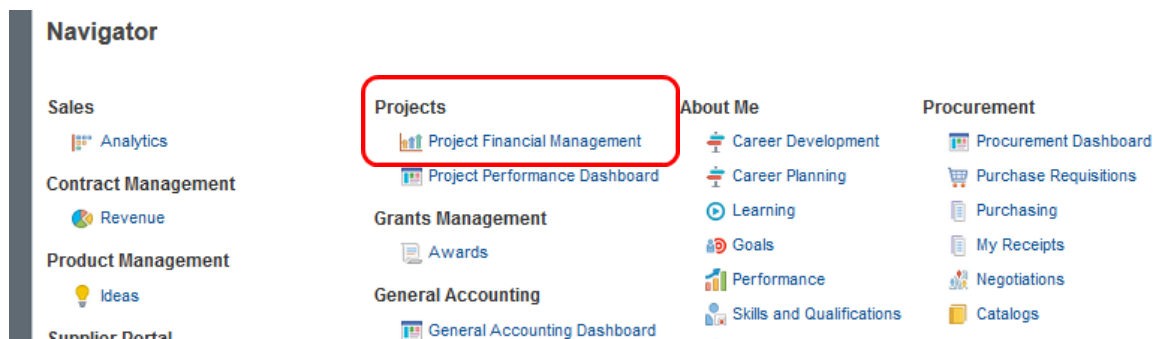 Navigator
Sales
Analytics
Contract Management
Revenue
Product Management
Ideas
Supplier Portal
Projects
Project Financial Management
Project Performance Dashboard
Grants Management
Awards
General Accounting
General Accounting Dashboard
About Me
Career Development
Career Planning
Learning
Goals
Performance
Skills and Qualifications
Procurement
Procurement Dashboard
Purchase Requisitions
Purchasing
My Receipts
Negotiations
Catalogs